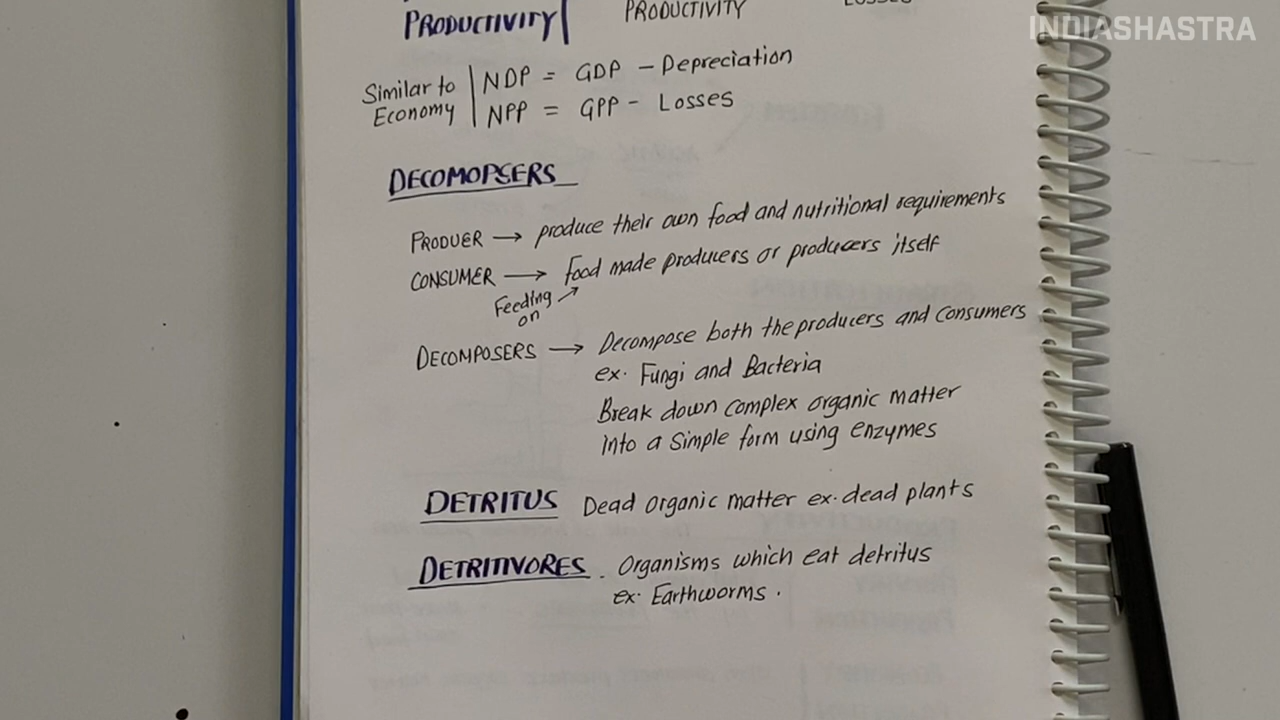 INDIASHASTRA
PRODUCTIVITY PRODUCTIVITY
Similar to NDP = GDP - Depreciation
Economy NPP = GPP - Losses
DECOMOPSERS
PRODUER → produce their own food and nutritional requirements
CONSUMER → food made producers or producers itself
Feeding
on
DECOMPOSERS → Decompose both the producers and consumers
ex. Fungi and Bacteria
Break down complex organic matter
into a simple form using enzymes
DETRITUS Dead organic matter ex. dead plants
DETRITIVORES . Organisms which eat detritus
ex. Earthworms .